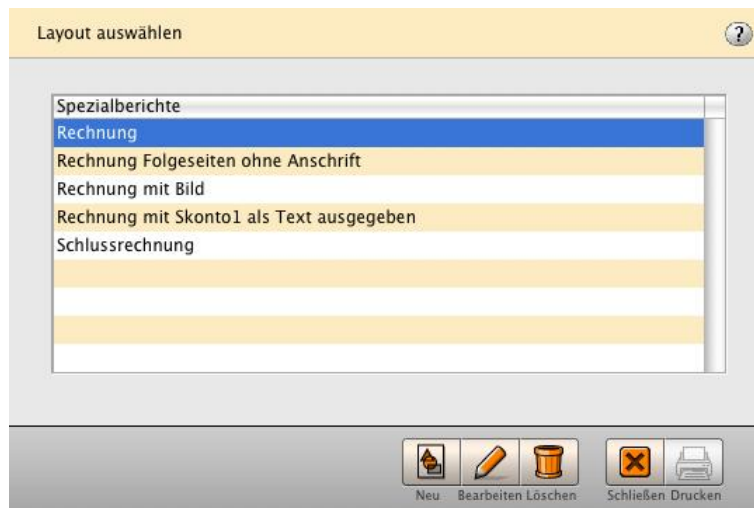 Layout auswählen
?
Spezialberichte
Rechnung
Rechnung Folgeseiten ohne Anschrift
Rechnung mit Bild
Rechnung mit Skonto1 als Text ausgegeben
Schlussrechnung
Neu Bearbeiten Löschen Schließen Drucken